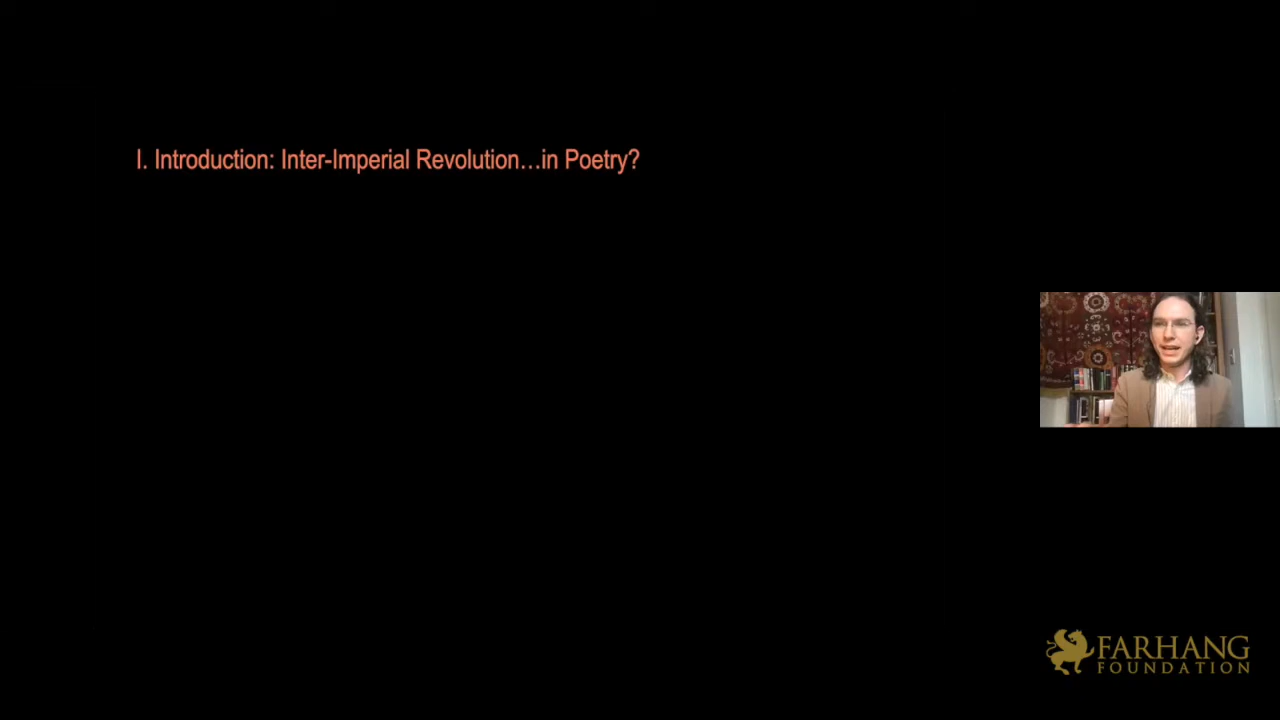 I. Introduction: Inter-Imperial Revolution…in Poetry?
FARHANG
FOUNDATION